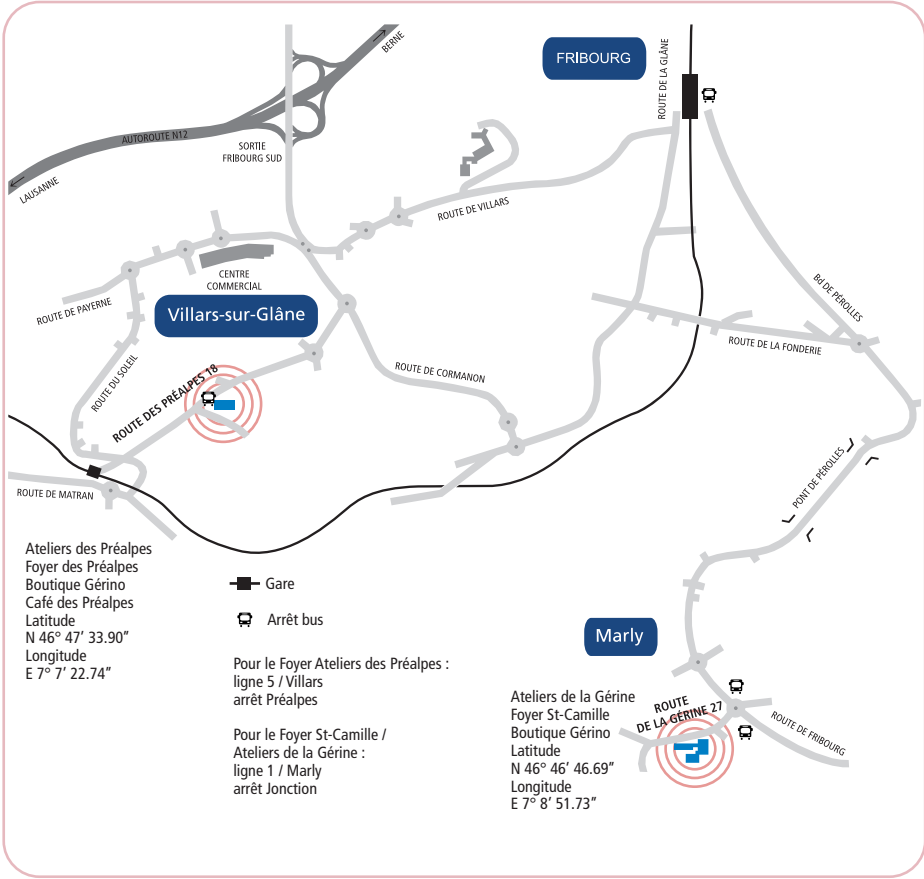 BERNE
FRIBOURG
ROUTE DE LA GLÂNE
AUTOROUTE N12
SORTIE
FRIBOURG SUD
LAUSANNE
ROUTE DE VILLARS
CENTRE
COMMERCIAL
ROUTE DE PAYERNE
Villars-sur-Glâne
Bd DE PÉROLLES
ROUTE DE LA FONDERIE
ROUTE DE CORMANON
ROUTE DU SOLEIL
ROUTE DES PRÉALPES 18
PONT DE PÉROLLES
ROUTE DE MATRAN
Ateliers des Préalpes
Foyer des Préalpes
Boutique Gérino
Café des Préalpes
Latitude
N 46° 47’ 33.90”
Longitude
E 7° 7’ 22.74”
Gare
Arrêt bus
Pour le Foyer Ateliers des Préalpes :
ligne 5 / Villars
arrêt Préalpes
Pour le Foyer St-Camille /
Ateliers de la Gérine :
ligne 1 / Marly
arrêt Jonction
Marly
Ateliers de la Gérine
Foyer St-Camille
Boutique Gérino
Latitude
N 46° 46’ 46.69”
Longitude
E 7° 8’ 51.73”
ROUTE
DE LA GÉRINE 27
ROUTE DE FRIBOURG